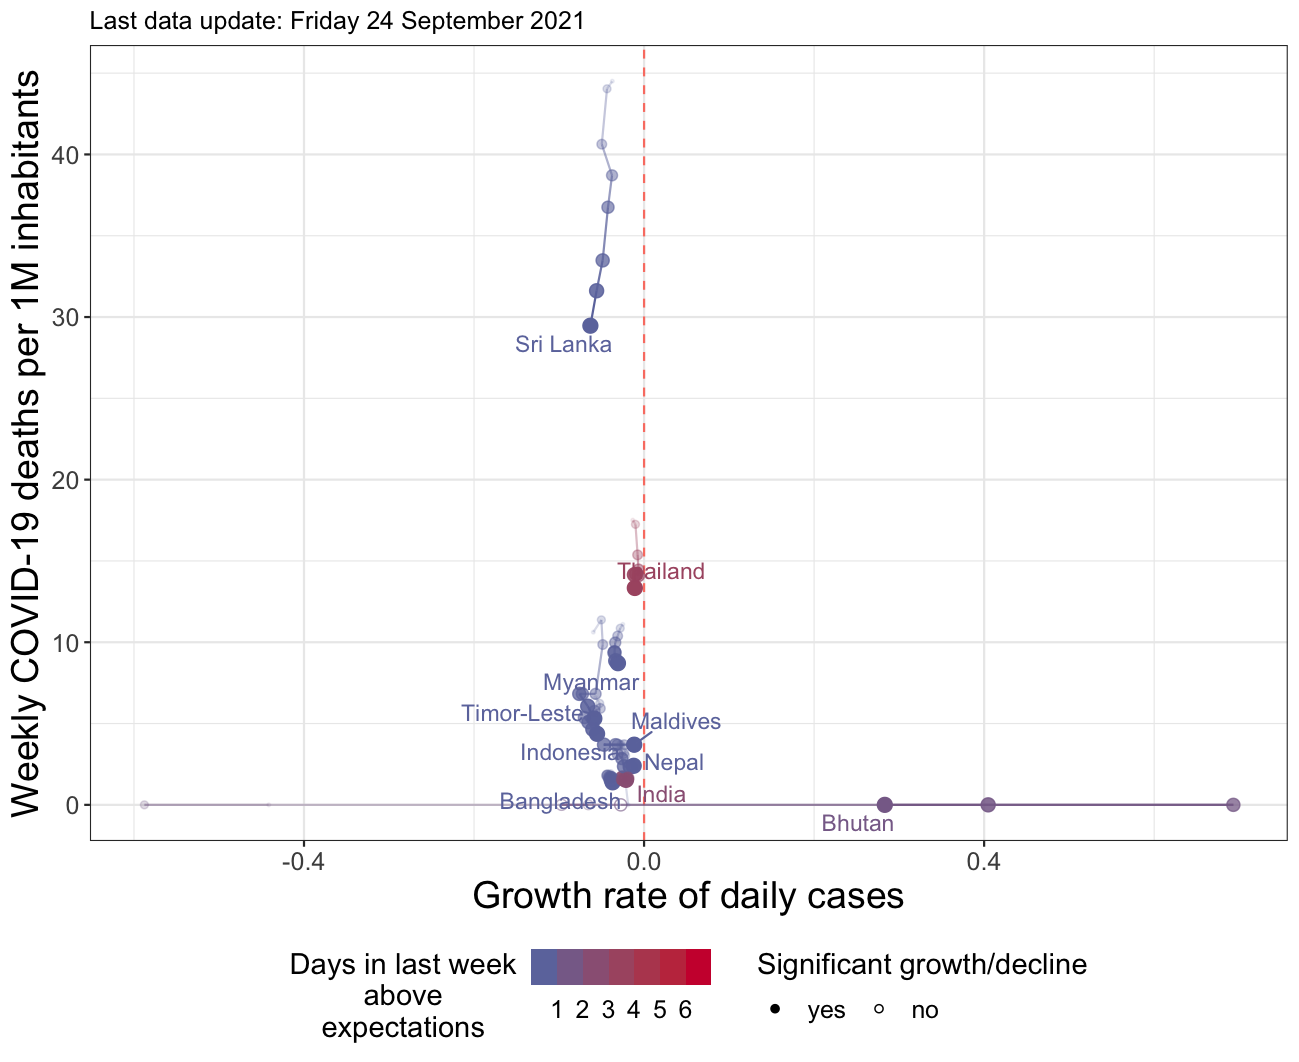 Last data update: Friday 24 September 2021
Weekly COVID-19 deaths per 1M inhabitants
40
30
20
10
0
Sri Lanka
Thailand
Myanmar
Timor-Leste
Maldives
Indonesia
Nepal
India
Bangladesh
Bhutan
-0.4
0.0
0.4
Growth rate of daily cases
Days in last week
above
expectations
1 2 3 4 5 6
Significant growth/decline
yes no